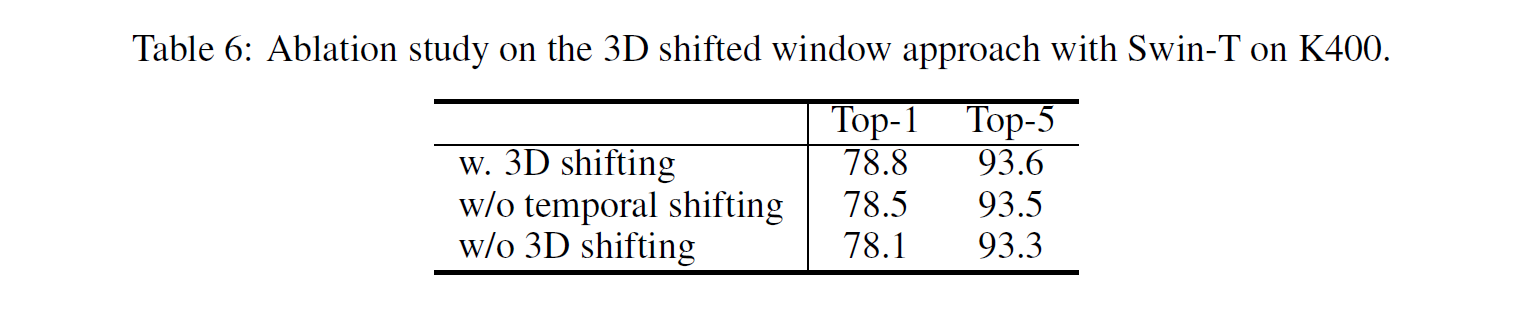 Table 6: Ablation study on the 3D shifted window approach with Swin-T on K400.
Top-1 Top-5
w. 3D shifting 78.8 93.6
w/o temporal shifting 78.5 93.5
w/o 3D shifting 78.1 93.3